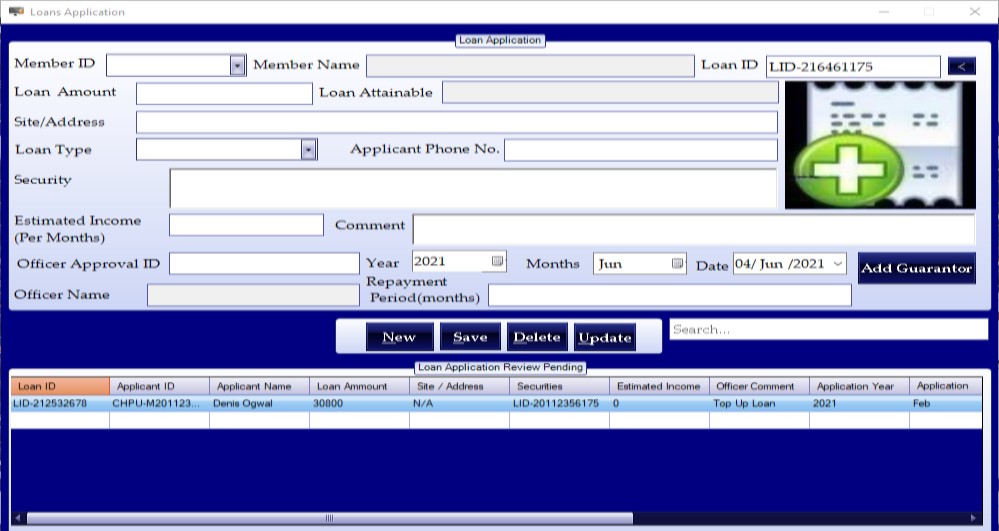 Loans Application
Loan Application
Member ID Member Name Loan ID LID-216461175 <
Loan Amount Loan Attainable
Site/Address
Loan Type Applicant Phone No.
Security
Estimated Income
(Per Months) Comment
Officer Approval ID Year 2021 Months Jun Date 04/ Jun /2021 Add Guarantor
Officer Name Repayment
Period(months)
New Save Delete Update Search...
Loan Application Review Pending
Loan ID Applicant ID Applicant Name Loan Ammount Site / Address Securities Estimated Income Officer Comment Application Year Application
LID-212532678 CHPU-M201123... Denis Ogwal 30800 N/A LID-20112356175 0 Top Up Loan 2021 Feb